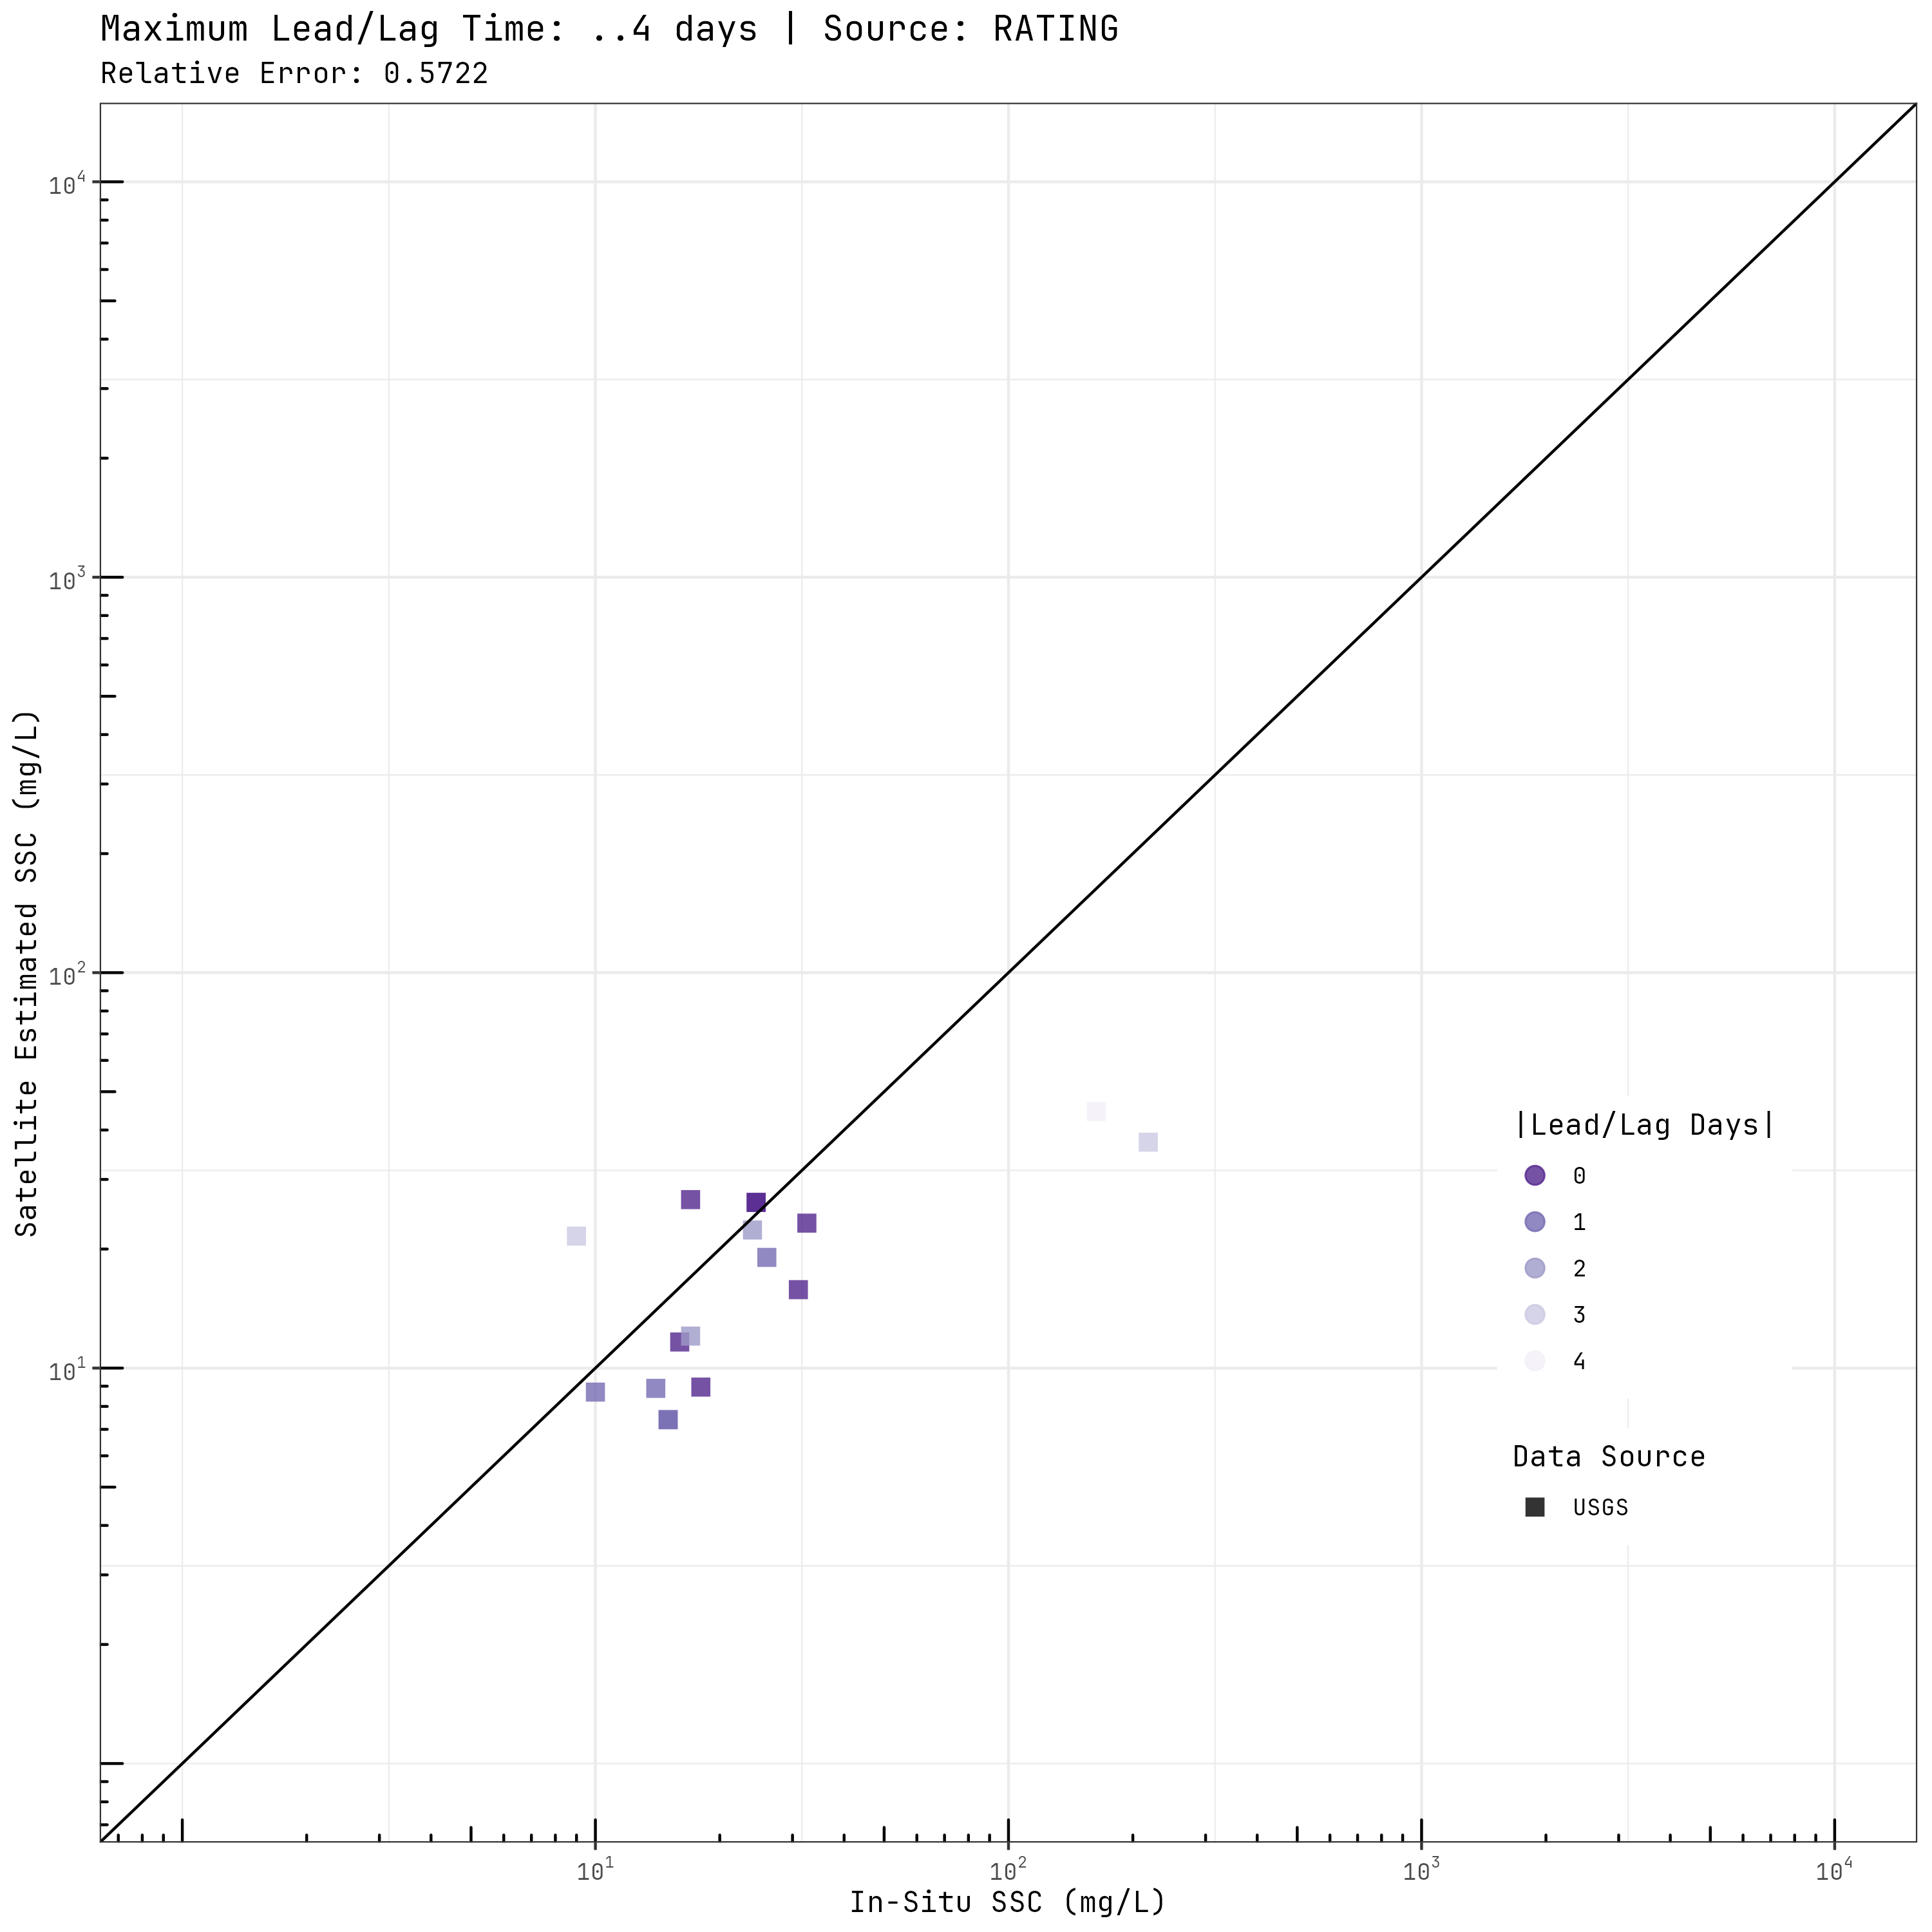 Maximum Lead/Lag Time: ..4 days | Source: RATING
Relative Error: 0.5722
10⁴
10³
10²
10¹
Satellite Estimated SSC (mg/L)
|Lead/Lag Days|
0
1
2
3
4
Data Source
USGS
10¹ 10² 10³ 10⁴
In-Situ SSC (mg/L)